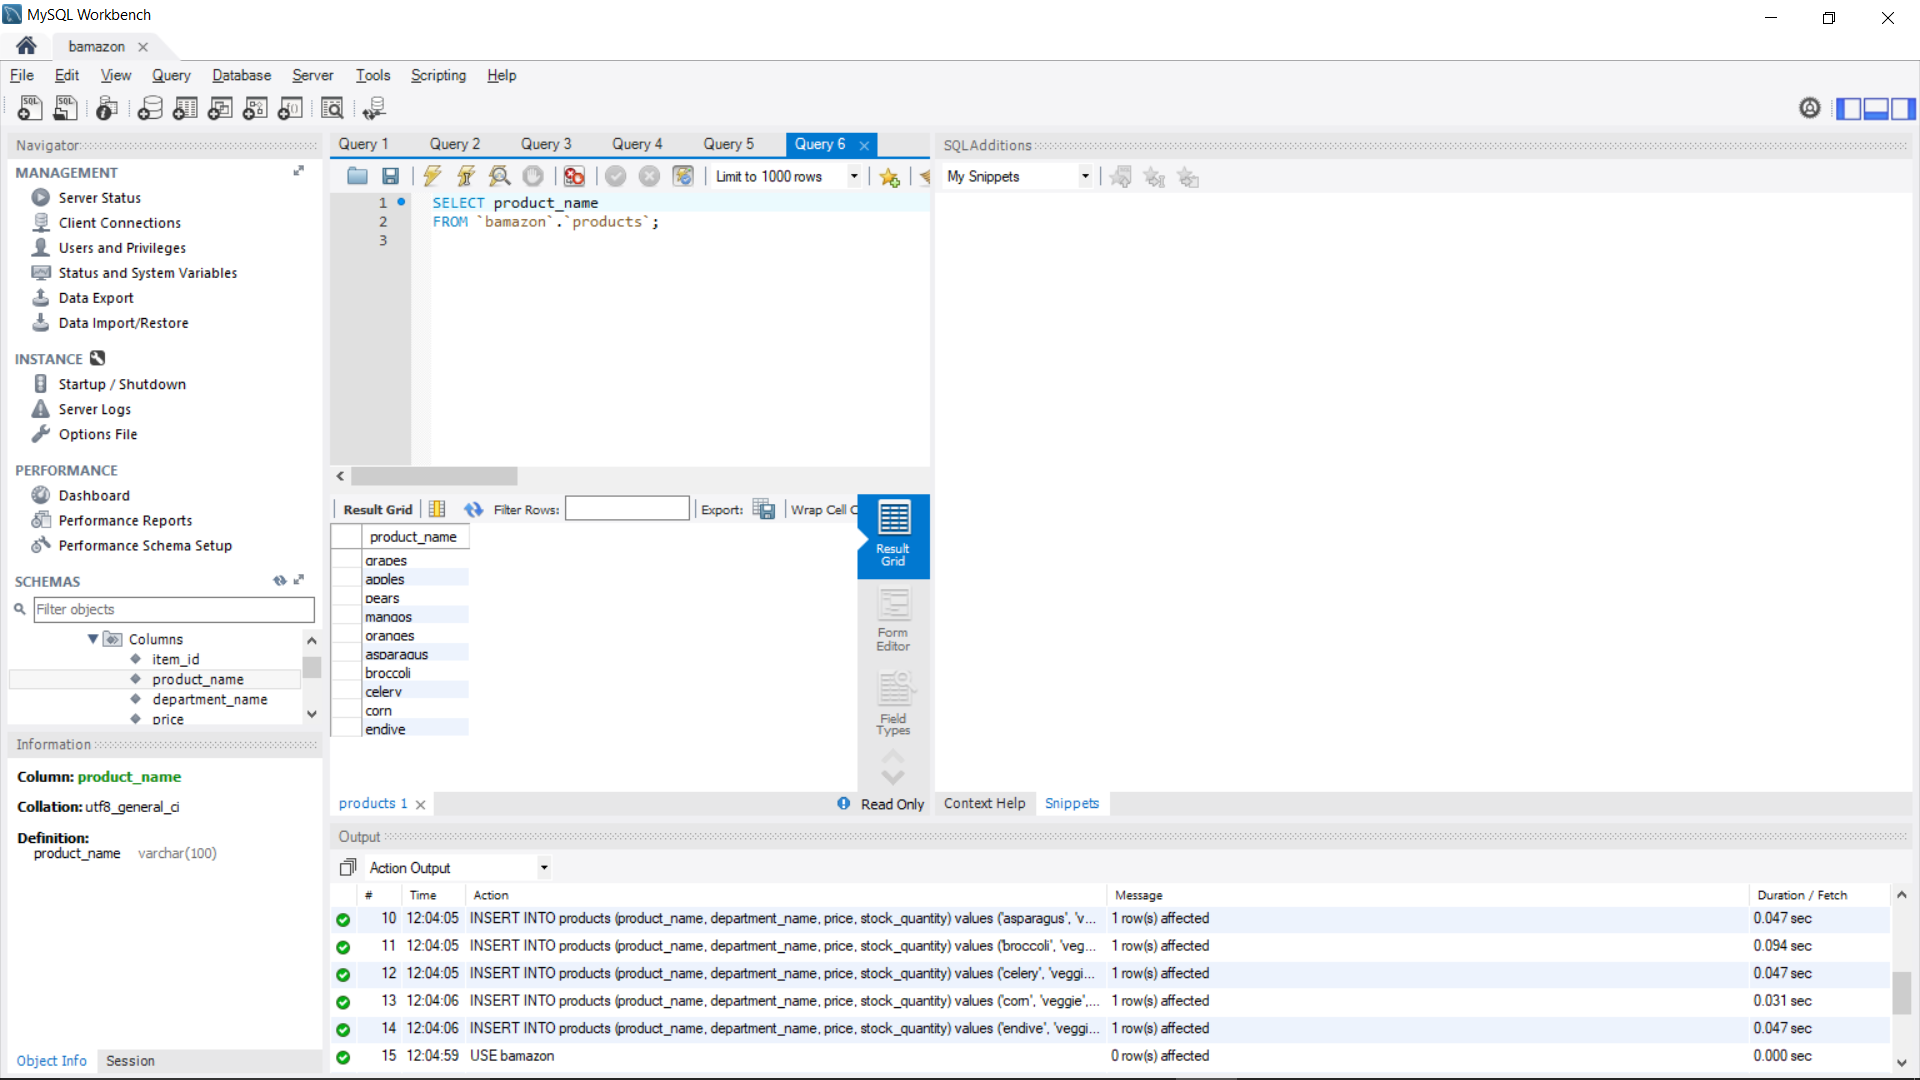 MySQL Workbench
bamazon
File Edit View Query Database Server Tools Scripting Help
Navigator
MANAGEMENT
Server Status
Client Connections
Users and Privileges
Status and System Variables
Data Export
Data Import/Restore
INSTANCE
Startup / Shutdown
Server Logs
Options File
PERFORMANCE
Dashboard
Performance Reports
Performance Schema Setup
SCHEMAS
Filter objects
Columns
item_id
product_name
department_name
price
Information
Column: product_name
Collation: utf8_general_ci
Definition:
product_name varchar(100)
Object Info Session
Query 1 Query 2 Query 3 Query 4 Query 5 Query 6
Limit to 1000 rows
1 SELECT product_name
2 FROM `bamazon`.`products`;
3
Result Grid Filter Rows: Export: Wrap Cell C
product_name
grapes
apples
pears
mangos
oranges
asparagus
broccoli
celery
corn
endive
Result
Grid
Form
Editor
Field
Types
products 1 Read Only
SQLAdditions
My Snippets
Context Help Snippets
Output
Action Output
# Time Action Message Duration / Fetch
10 12:04:05 INSERT INTO products (product_name, department_name, price, stock_quantity) values ('asparagus', 'v... 1 row(s) affected 0.047 sec
11 12:04:05 INSERT INTO products (product_name, department_name, price, stock_quantity) values ('broccoli', 'veg... 1 row(s) affected 0.094 sec
12 12:04:05 INSERT INTO products (product_name, department_name, price, stock_quantity) values ('celery', 'veggi... 1 row(s) affected 0.047 sec
13 12:04:06 INSERT INTO products (product_name, department_name, price, stock_quantity) values ('corn', 'veggie',... 1 row(s) affected 0.031 sec
14 12:04:06 INSERT INTO products (product_name, department_name, price, stock_quantity) values ('endive', 'veggi... 1 row(s) affected 0.047 sec
15 12:04:59 USE bamazon 0 row(s) affected 0.000 sec